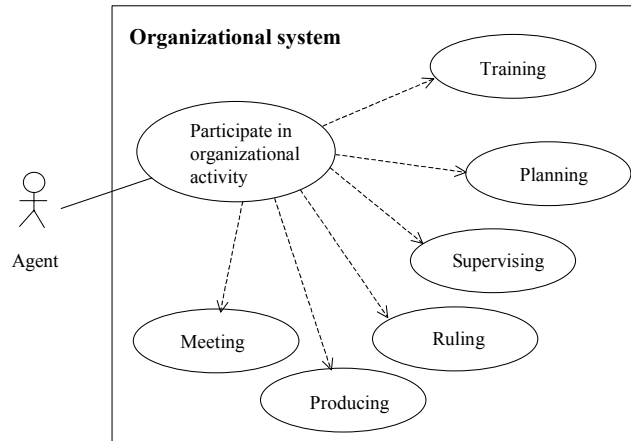 Organizational system
Training
Participate in
organizational
activity
Planning
Agent
Supervising
Meeting
Ruling
Producing